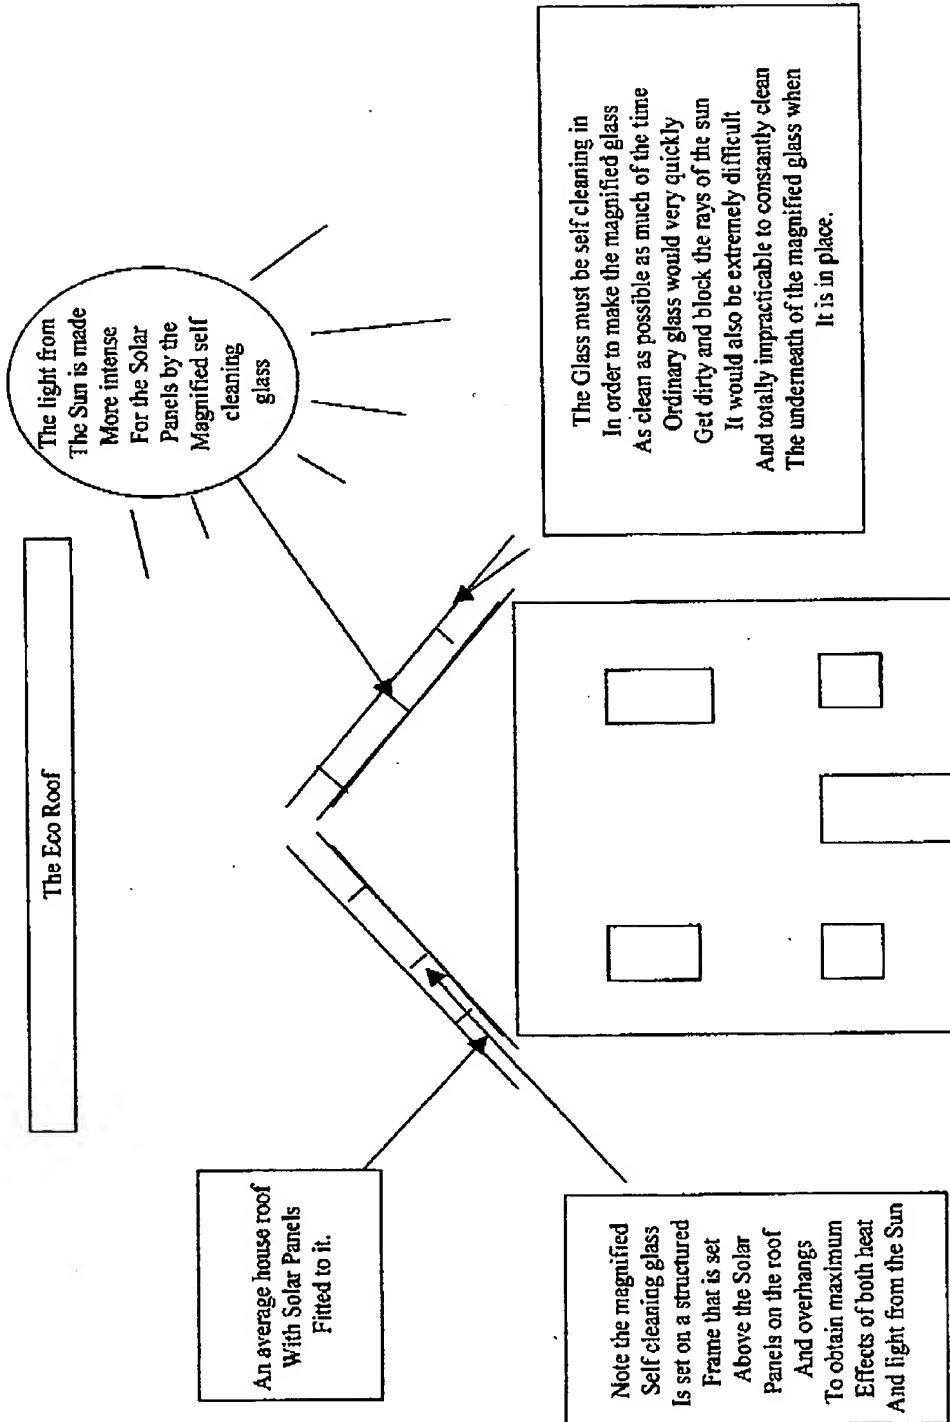 The Eco Roof
An average house roof
With Solar Panels
Fitted to it.
The light from
The Sun is made
More intense
For the Solar
Panels by the
Magnified self
cleaning
glass
Note the magnified
Self cleaning glass
Is set on a structured
Frame that is set
Above the Solar
Panels on the roof
And overhangs
To obtain maximum
Effects of both heat
And light from the Sun
The Glass must be self cleaning in
In order to make the magnified glass
As clean as possible as much of the time
Ordinary glass would very quickly
Get dirty and block the rays of the sun
It would also be extremely difficult
And totally impracticable to constantly clean
The underneath of the magnified glass when
It is in place.